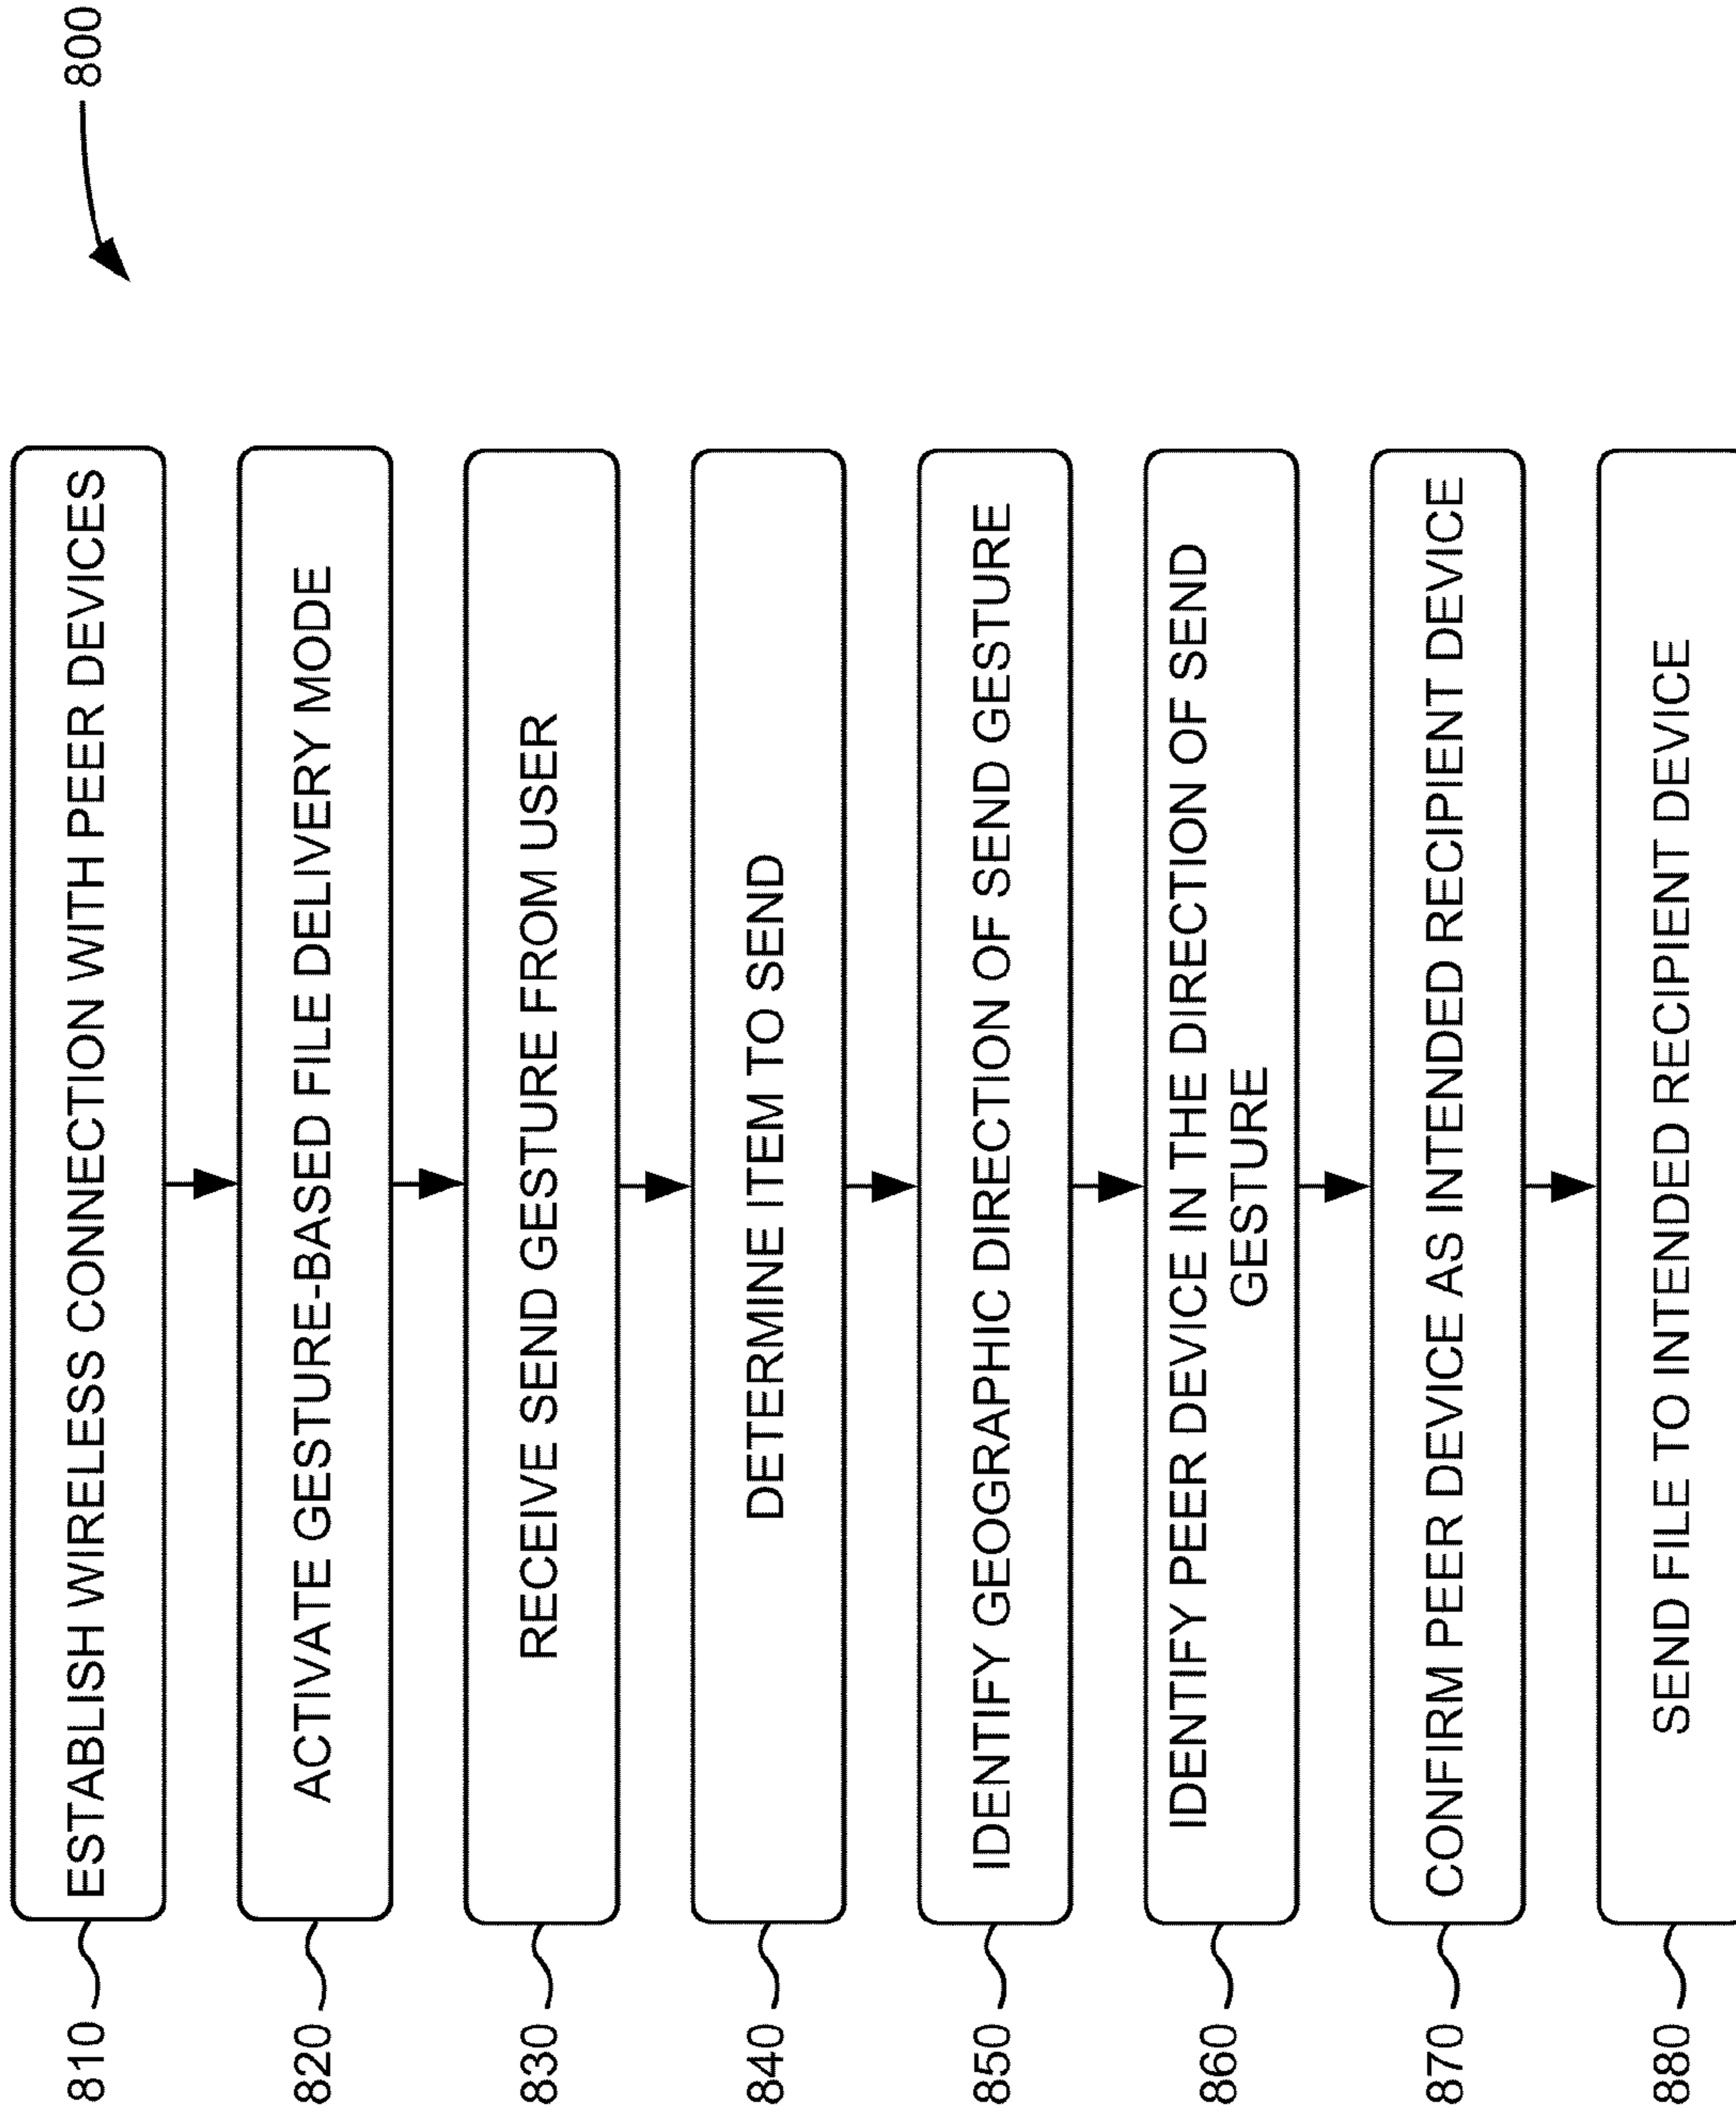 800
810
ESTABLISH WIRELESS CONNECTION WITH PEER DEVICES
820
ACTIVATE GESTURE-BASED FILE DELIVERY MODE
830
RECEIVE SEND GESTURE FROM USER
840
DETERMINE ITEM TO SEND
850
IDENTIFY GEOGRAPHIC DIRECTION OF SEND GESTURE
860
IDENTIFY PEER DEVICE IN THE DIRECTION OF SEND
GESTURE
870
CONFIRM PEER DEVICE AS INTENDED RECIPIENT DEVICE
880
SEND FILE TO INTENDED RECIPIENT DEVICE